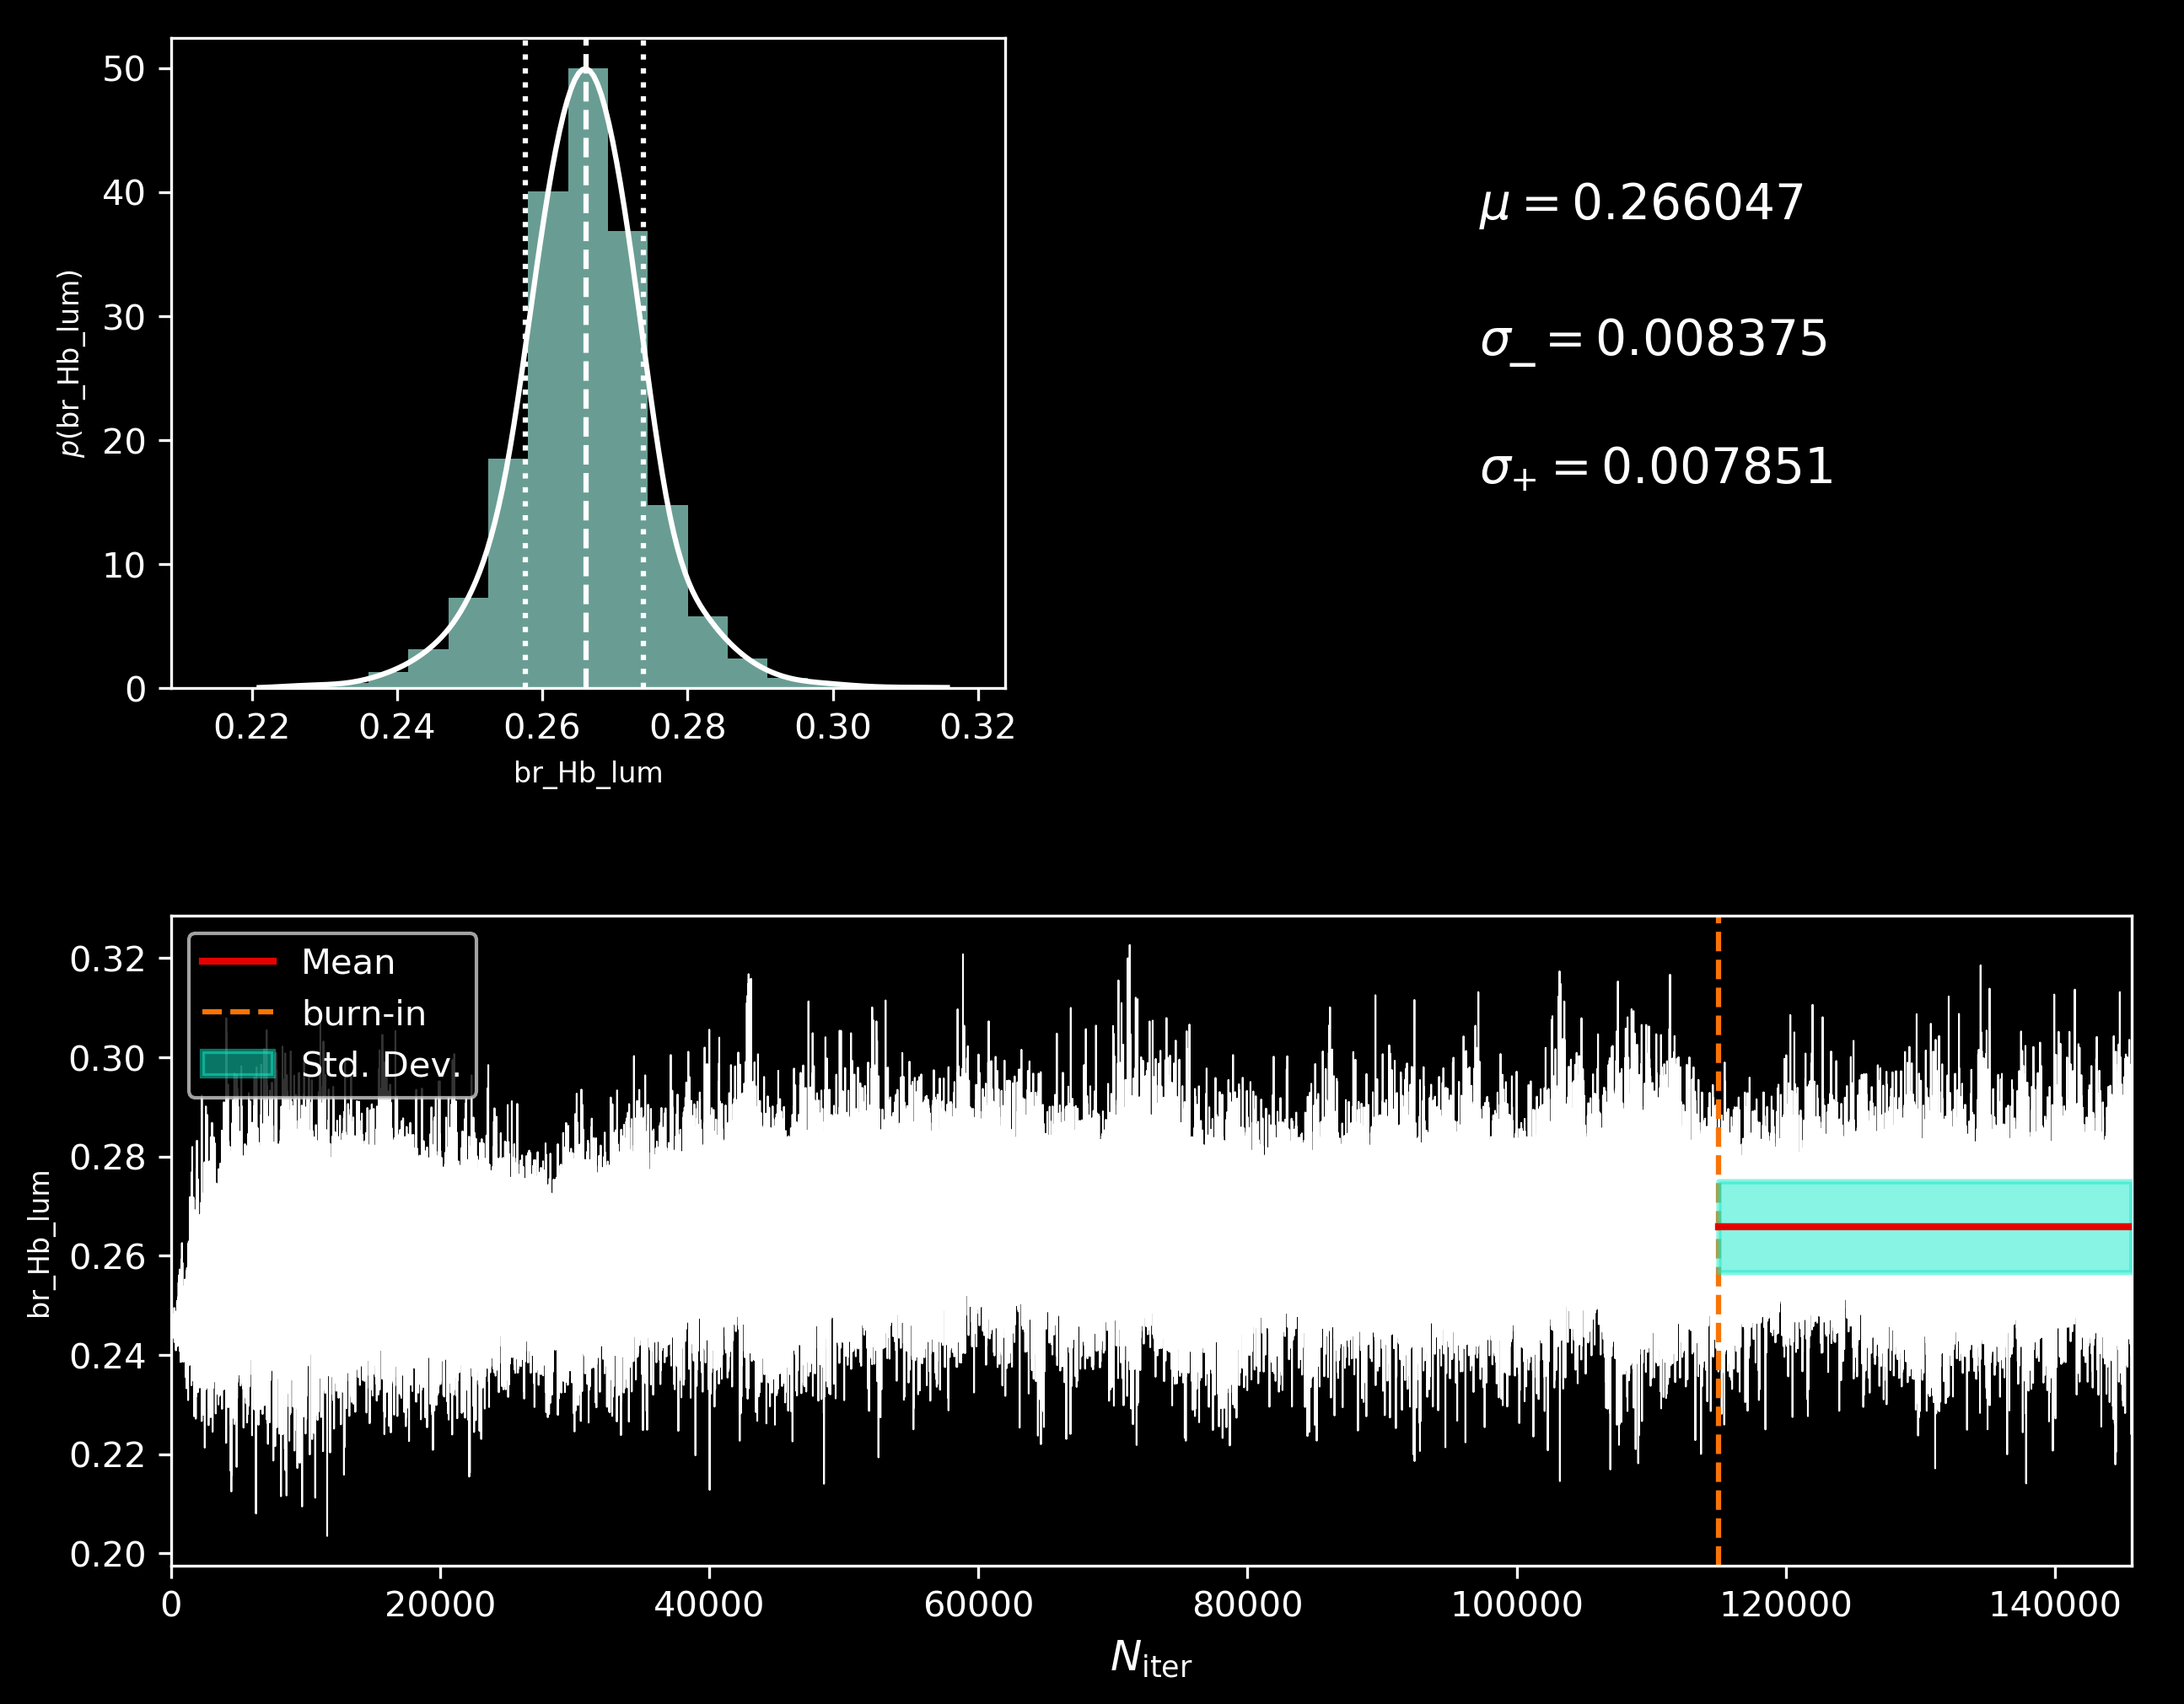 50
40
30
20
10
0
p(br_Hb_lum)
0.22 0.24 0.26 0.28 0.30 0.32
br_Hb_lum
μ = 0.266047
σ_ = 0.008375
σ+ = 0.007851
Mean
burn-in
Std. Dev.
0.32
0.30
0.28
0.26
0.24
0.22
0.20
br_Hb_lum
0 20000 40000 60000 80000 100000 120000 140000
Niter